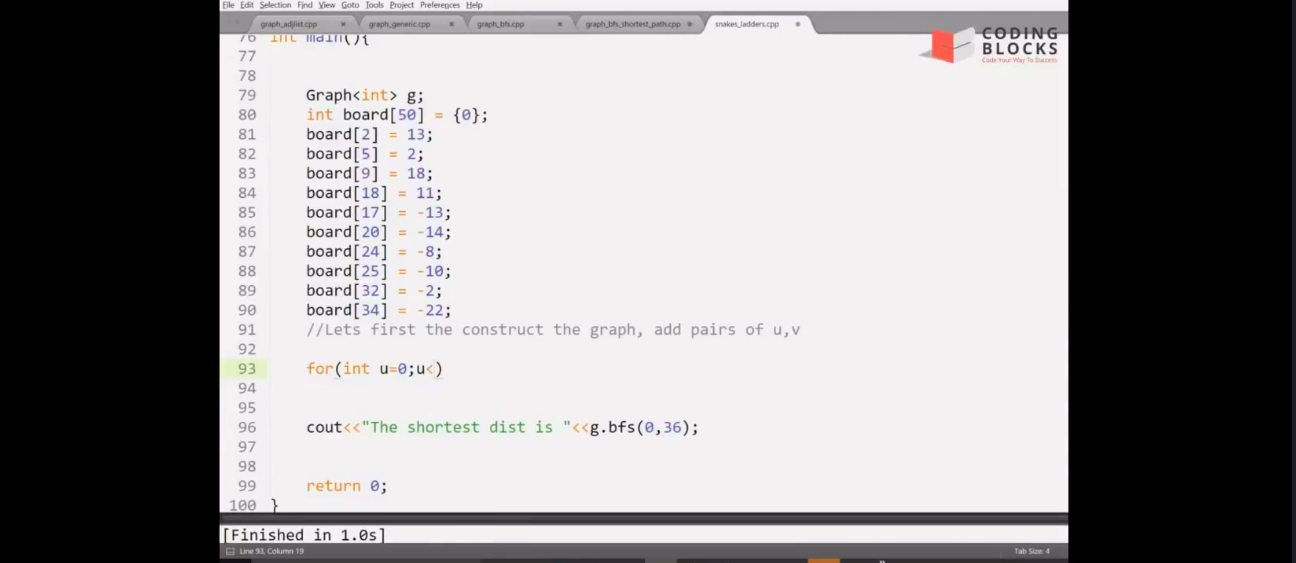 File Edit Selection Find View Goto Tools Project Preferences Help
graph_adjlist.cpp graph_generic.cpp graph_bfs.cpp graph_bfs_shortest_path.cpp snakes_ladders.cpp
CODING
BLOCKS
Code Your Way To Success
76 int main(){
77
78
79 Graph<int> g;
80 int board[50] = {0};
81 board[2] = 13;
82 board[5] = 2;
83 board[9] = 18;
84 board[18] = 11;
85 board[17] = -13;
86 board[20] = -14;
87 board[24] = -8;
88 board[25] = -10;
89 board[32] = -2;
90 board[34] = -22;
91 //Lets first the construct the graph, add pairs of u,v
92
93 for(int u=0;u<)
94
95
96 cout<<"The shortest dist is "<<g.bfs(0,36);
97
98
99 return 0;
100 }
[Finished in 1.0s]
Line 93, Column 19 Tab Size: 4